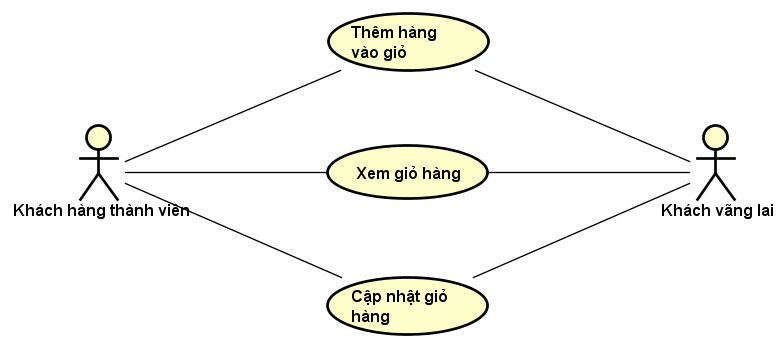 Thêm hàng
vào giỏ
Xem giỏ hàng
Khách hàng thành viên
Khách vãng lai
Cập nhật giỏ
hàng